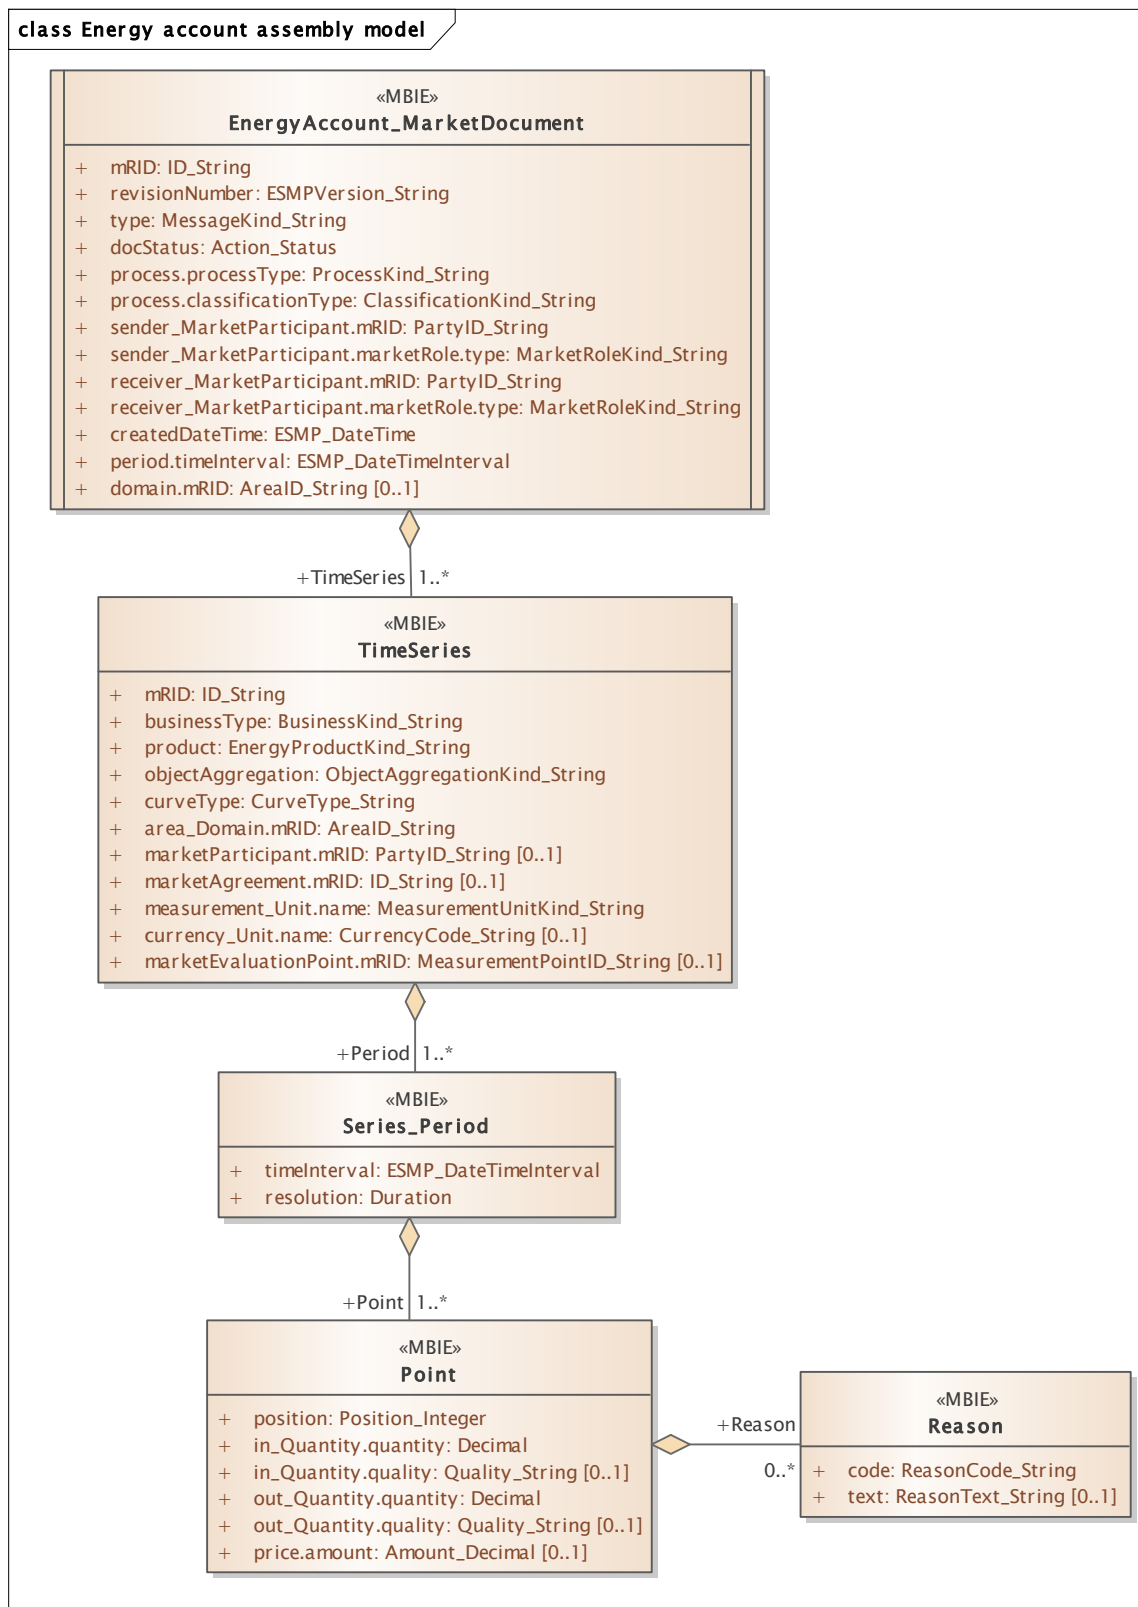 class Energy account assembly model
«MBIE»
EnergyAccount_MarketDocument
+ mRID: ID_String
+ revisionNumber: ESMPVersion_String
+ type: MessageKind_String
+ docStatus: Action_Status
+ process.processType: ProcessKind_String
+ process.classificationType: ClassificationKind_String
+ sender_MarketParticipant.mRID: PartyID_String
+ sender_MarketParticipant.marketRole.type: MarketRoleKind_String
+ receiver_MarketParticipant.mRID: PartyID_String
+ receiver_MarketParticipant.marketRole.type: MarketRoleKind_String
+ createdDateTime: ESMP_DateTime
+ period.timeInterval: ESMP_DateTimeInterval
+ domain.mRID: AreaID_String [0..1]
+TimeSeries 1..*
«MBIE»
TimeSeries
+ mRID: ID_String
+ businessType: BusinessKind_String
+ product: EnergyProductKind_String
+ objectAggregation: ObjectAggregationKind_String
+ curveType: CurveType_String
+ area_Domain.mRID: AreaID_String
+ marketParticipant.mRID: PartyID_String [0..1]
+ marketAgreement.mRID: ID_String [0..1]
+ measurement_Unit.name: MeasurementUnitKind_String
+ currency_Unit.name: CurrencyCode_String [0..1]
+ marketEvaluationPoint.mRID: MeasurementPointID_String [0..1]
+Period 1..*
«MBIE»
Series_Period
+ timeInterval: ESMP_DateTimeInterval
+ resolution: Duration
+Point 1..*
«MBIE»
Point
+ position: Position_Integer
+ in_Quantity.quantity: Decimal
+ in_Quantity.quality: Quality_String [0..1]
+ out_Quantity.quantity: Decimal
+ out_Quantity.quality: Quality_String [0..1]
+ price.amount: Amount_Decimal [0..1]
+Reason
0..*
«MBIE»
Reason
+ code: ReasonCode_String
+ text: ReasonText_String [0..1]